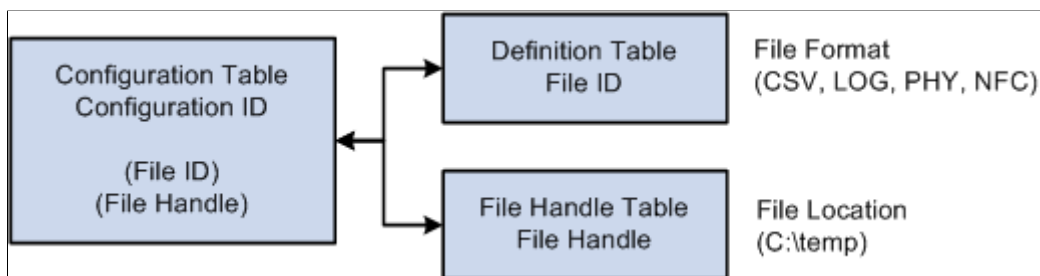 Configuration Table
Configuration ID
(File ID)
(File Handle)
Definition Table
File ID
File Format
(CSV, LOG, PHY, NFC)
File Handle Table
File Handle
File Location
(C:\temp)